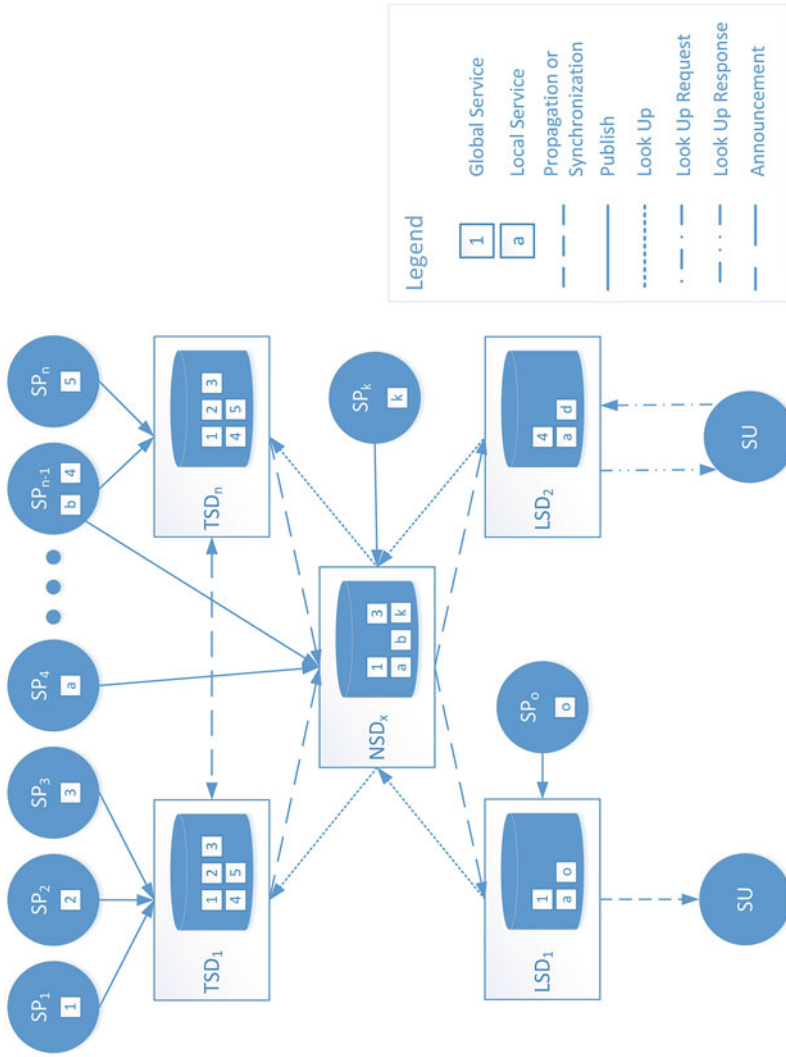 SP₁
1
SP₂
2
SP₃
3
SP₄
a
SPₙ₋₁
b 4
SPₙ
5
TSD₁
1 2 3
4 5
TSDₙ
1 2 3
4 5
NSDₓ
1 3
a b k
SPₖ
k
LSD₁
1
a o
SPₒ
o
LSD₂
4
a d
SU
SU
Legend
1 Global Service
a Local Service
Propagation or
Synchronization
Publish
Look Up
Look Up Request
Look Up Response
Announcement